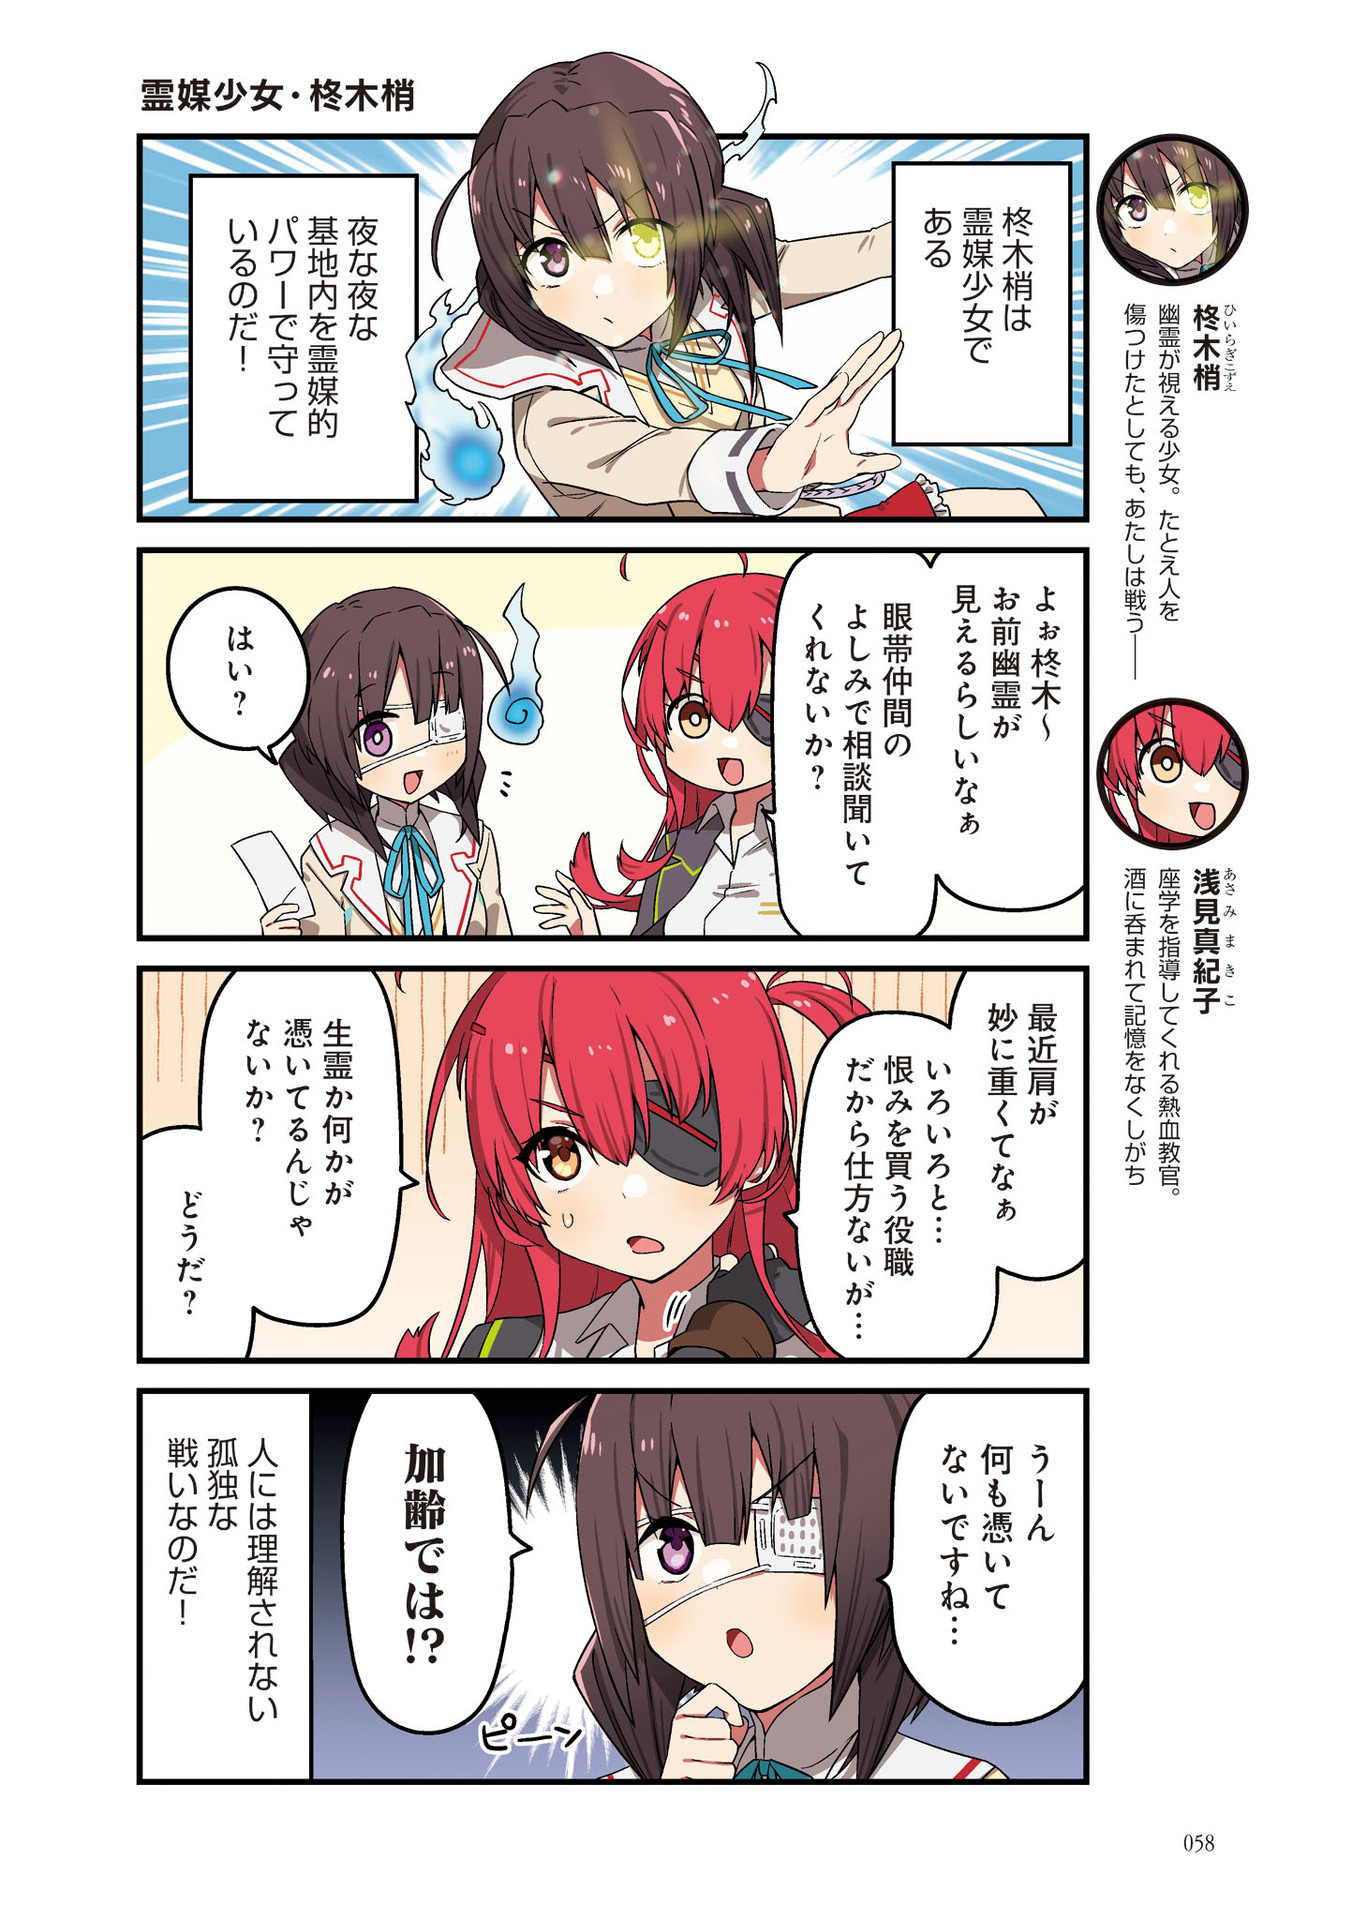 霊媒少女・柊木梢
柊木梢は
霊媒少女で
ある
夜な夜な
基地内を霊媒的
パワーで守って
いるのだ！
よぉ柊木～
お前幽霊が
見えるらしいなぁ
眼帯仲間の
よしみで相談聞いて
くれないか？
はい？
最近肩が
妙に重くてなぁ
いろいろと…
恨みを買う役職
だから仕方ないが…
生霊か何かが
憑いてるんじゃ
ないか？
どうだ？
うーん
何も憑いて
ないですね…
加齢では!?
ピーン
人には理解されない
孤独な
戦いなのだ！
ひいらぎこずえ
柊木梢
幽霊が視える少女。たとえ人を
傷つけたとしても、あたしは戦う――
あさみまきこ
浅見真紀子
座学を指導してくれる熱血教官。
酒に呑まれて記憶をなくしがち
058